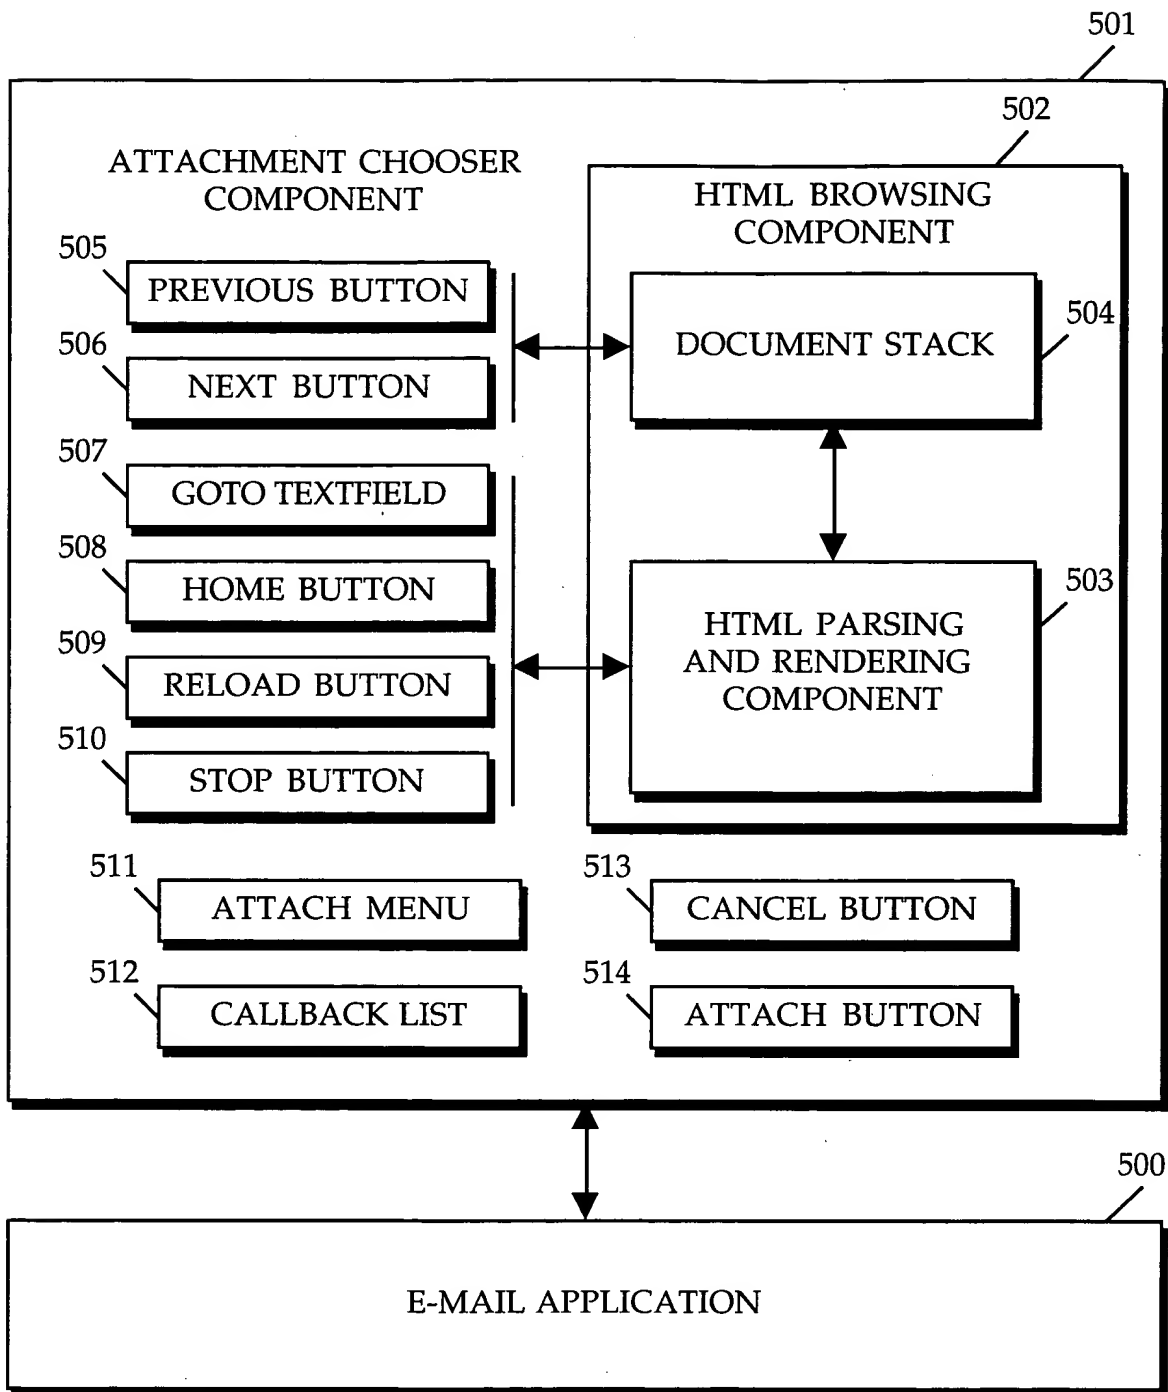 501
502
ATTACHMENT CHOOSER
COMPONENT
HTML BROWSING
COMPONENT
505
PREVIOUS BUTTON
506
NEXT BUTTON
DOCUMENT STACK
504
507
GOTO TEXTFIELD
508
HOME BUTTON
509
RELOAD BUTTON
510
STOP BUTTON
HTML PARSING
AND RENDERING
COMPONENT
503
511
ATTACH MENU
513
CANCEL BUTTON
512
CALLBACK LIST
514
ATTACH BUTTON
500
E-MAIL APPLICATION